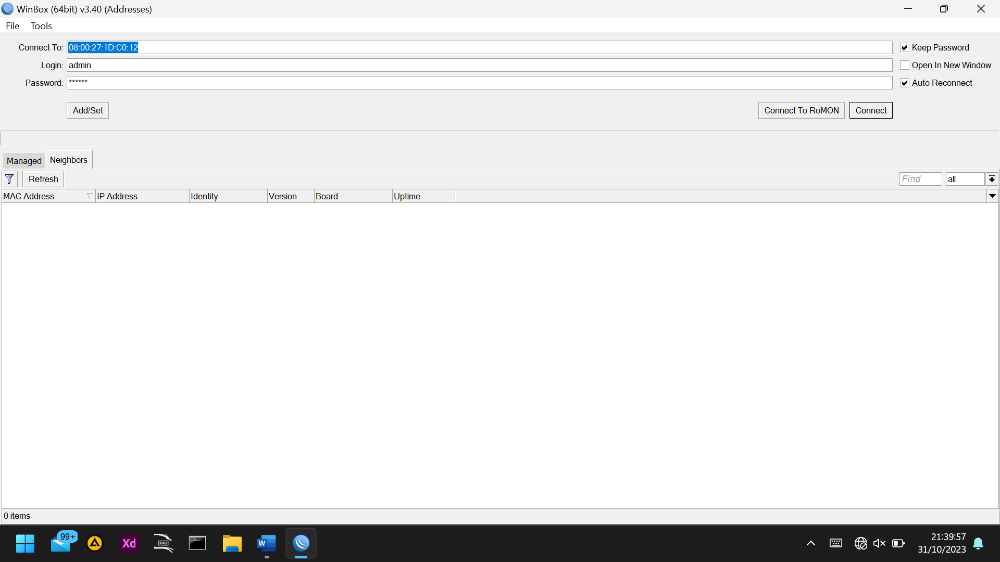 WinBox (64bit) v3.40 (Addresses)
File Tools
Connect To: 08:00:27:1D:C0:12
Keep Password
Login: admin
Open In New Window
Password: ******
Auto Reconnect
Add/Set
Connect To RoMON
Connect
Managed
Neighbors
Refresh
Find
all
MAC Address
IP Address
Identity
Version
Board
Uptime
0 items
99+
Xd
KALI
C:\
W
21:39:57
31/10/2023